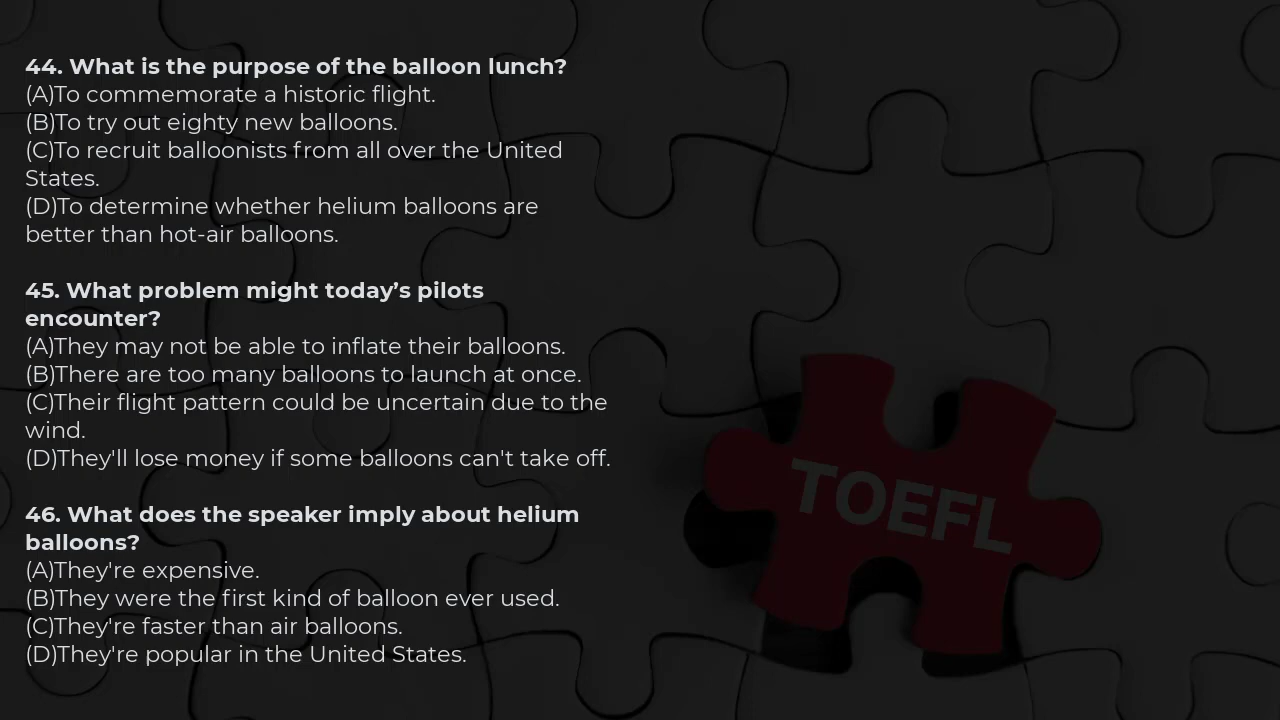 44. What is the purpose of the balloon lunch?
(A)To commemorate a historic flight.
(B)To try out eighty new balloons.
(C)To recruit balloonists from all over the United
States.
(D)To determine whether helium balloons are
better than hot-air balloons.
45. What problem might today’s pilots
encounter?
(A)They may not be able to inflate their balloons.
(B)There are too many balloons to launch at once.
(C)Their flight pattern could be uncertain due to the
wind.
(D)They'll lose money if some balloons can't take off.
46. What does the speaker imply about helium
balloons?
(A)They're expensive.
(B)They were the first kind of balloon ever used.
(C)They're faster than air balloons.
(D)They're popular in the United States.
TOEFL